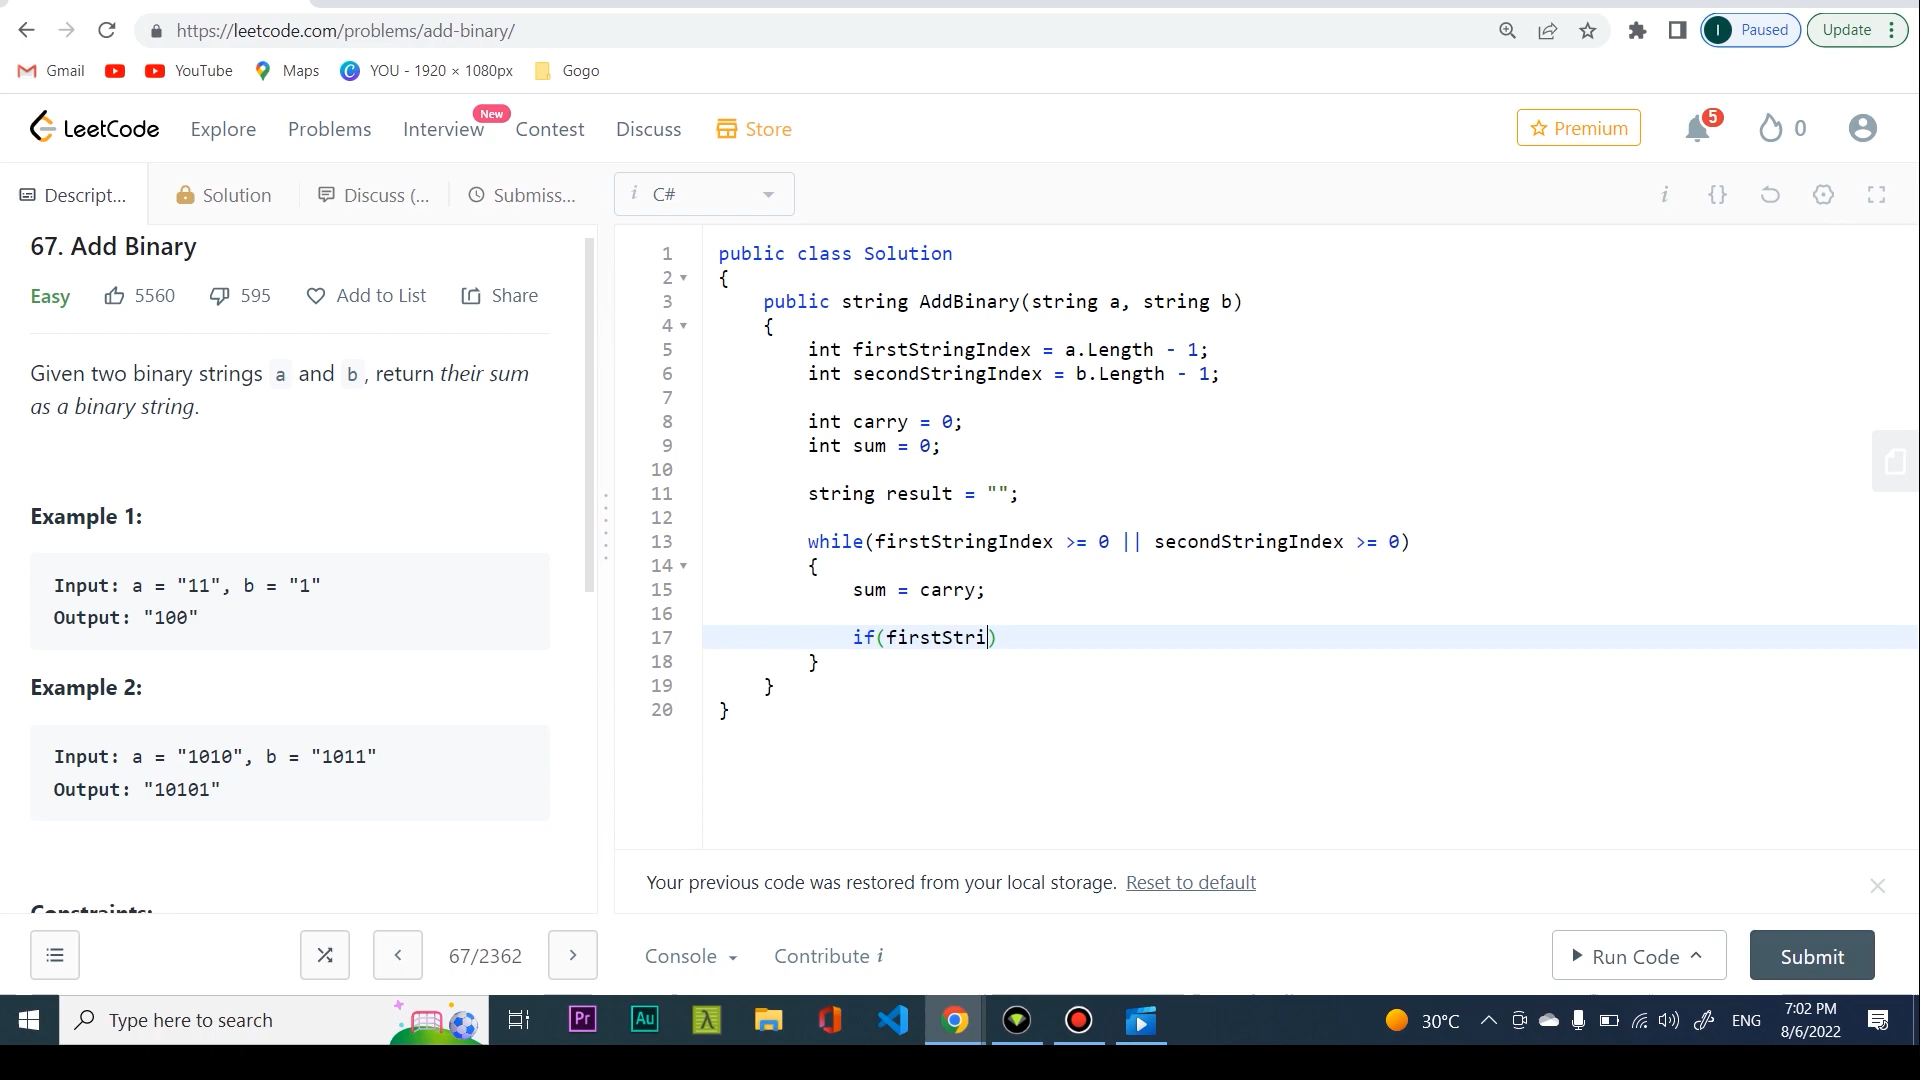 https://leetcode.com/problems/add-binary/
I Paused Update
Gmail YouTube Maps YOU - 1920 × 1080px Gogo
LeetCode Explore Problems Interview New Contest Discuss Store Premium 5 0
Descript... Solution Discuss (... Submiss... i C# i {}
67. Add Binary
Easy 5560 595 Add to List Share
Given two binary strings a and b, return their sum
as a binary string.
Example 1:
Input: a = "11", b = "1"
Output: "100"
Example 2:
Input: a = "1010", b = "1011"
Output: "10101"
Constraints:
1 public class Solution
2 {
3 public string AddBinary(string a, string b)
4 {
5 int firstStringIndex = a.Length - 1;
6 int secondStringIndex = b.Length - 1;
7
8 int carry = 0;
9 int sum = 0;
10
11 string result = "";
12
13 while(firstStringIndex >= 0 || secondStringIndex >= 0)
14 {
15 sum = carry;
16
17 if(firstStri)
18 }
19 }
20 }
Your previous code was restored from your local storage. Reset to default
67/2362 Console Contribute i Run Code Submit
Type here to search Pr Au 30°C ENG 7:02 PM
8/6/2022